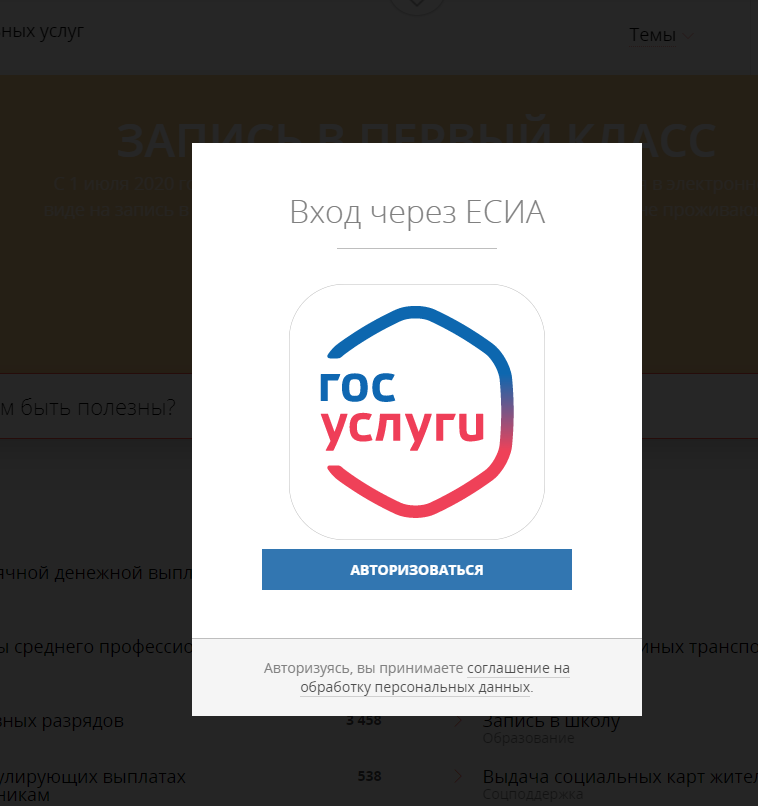 ных услуг
Темы
ЗАПИСЬ В ПЕРВЫЙ КЛАСС
Вход через ЕСИА
гос
услуги
м быть полезны?
АВТОРИЗОВАТЬСЯ
ячной денежной выпл
ы среднего профессио
иных транспо
Авторизуясь, вы принимаете соглашение на
обработку персональных данных.
вных разрядов
3 458
Запись в школу
Образование
улирующих выплатах
никам
538
Выдача социальных карт жител
Соцподдержка